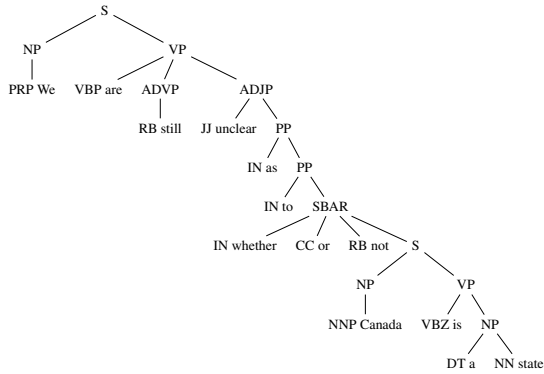 S
NP VP
PRP We VBP are ADVP ADJP
RB still JJ unclear PP
IN as PP
IN to SBAR
IN whether CC or RB not S
NP VP
NNP Canada VBZ is NP
DT a NN state